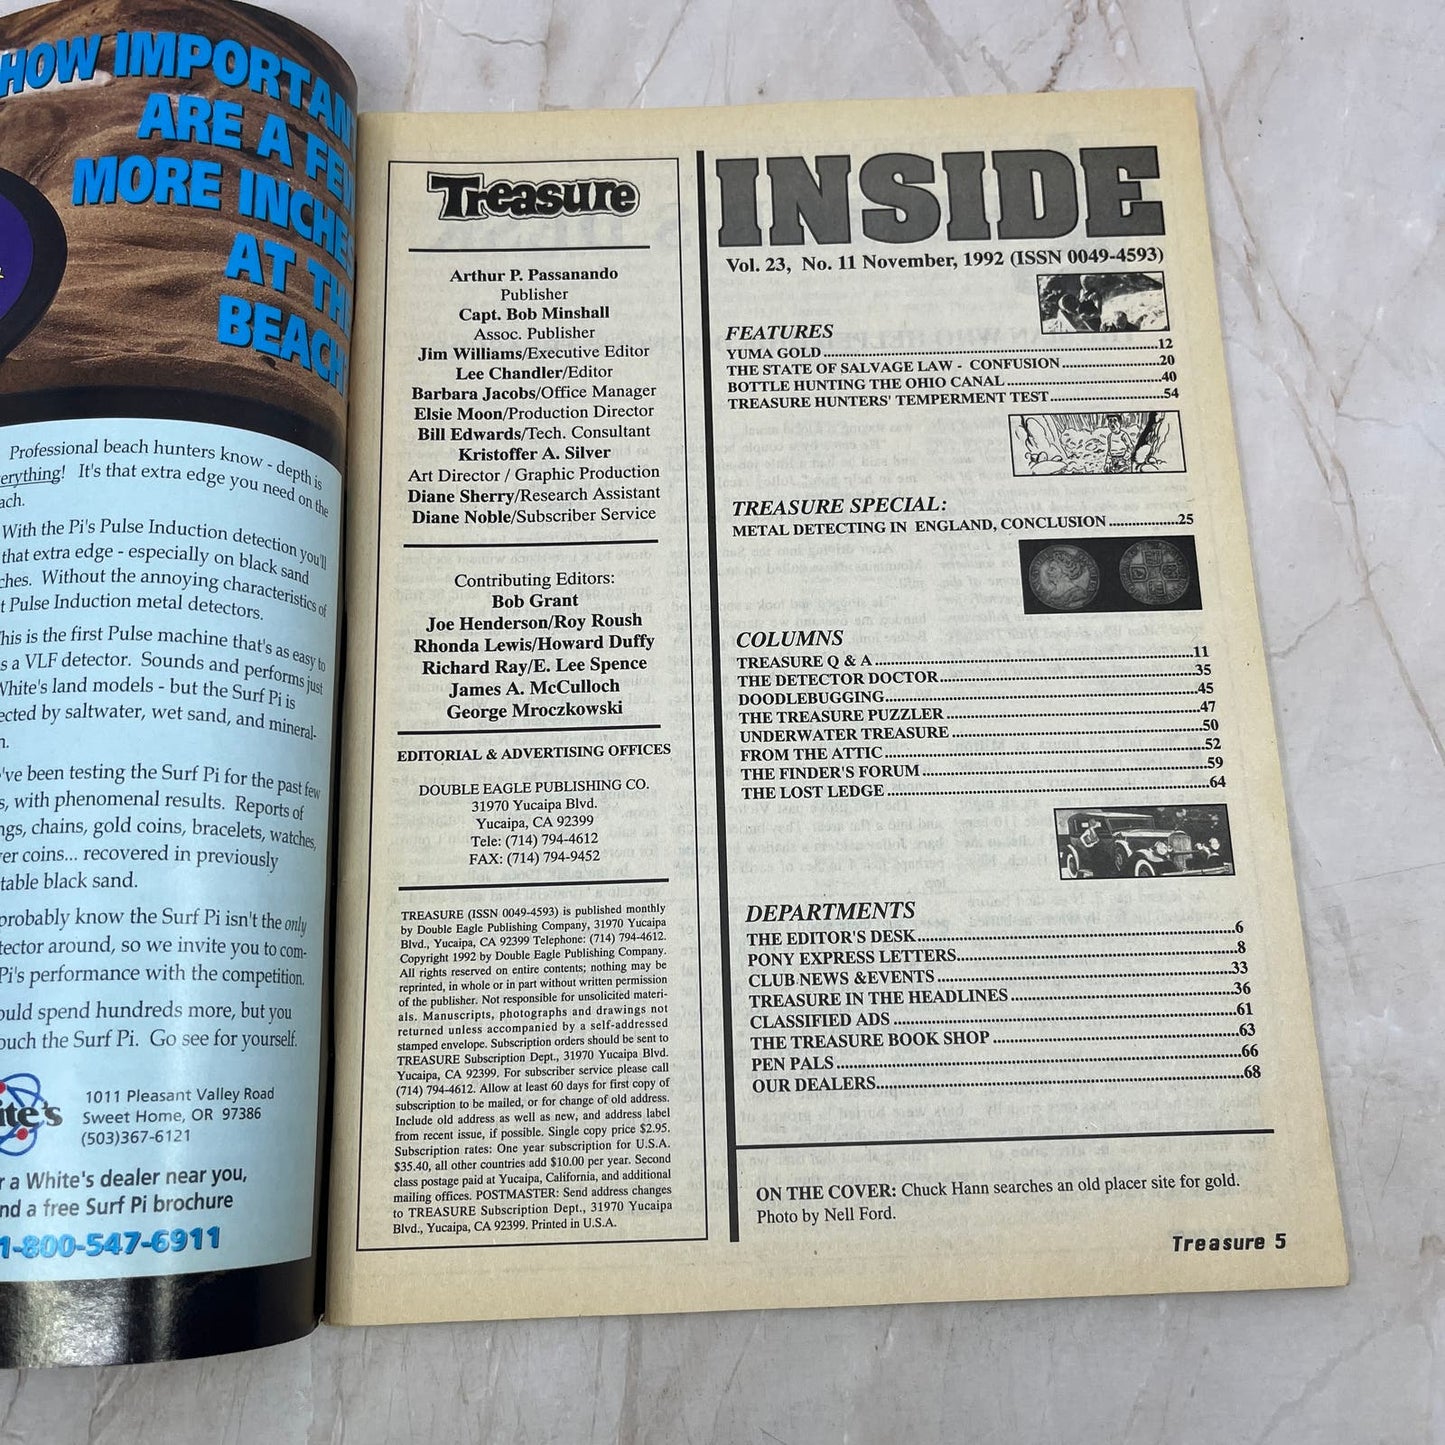 HOW IMPORTANT
ARE A FEW
MORE INCHES
AT THE
BEACH!
Professional beach hunters know - depth is
everything! It's that extra edge you need on the
With the Pi's Pulse Induction detection you'll
that extra edge - especially on black sand
Without the annoying characteristics of
Pulse Induction metal detectors.
This is the first Pulse machine that's as easy to
a VLF detector. Sounds and performs just
White's land models - but the Surf Pi is
by saltwater, wet sand, and mineral-
been testing the Surf Pi for the past few
with phenomenal results. Reports of
chains, gold coins, bracelets, watches,
coins... recovered in previously
black sand.
probably know the Surf Pi isn't the only
around, so we invite you to com-
Pi's performance with the competition.
spend hundreds more, but you
the Surf Pi. Go see for yourself.
White's
1011 Pleasant Valley Road
Sweet Home, OR 97386
(503)367-6121
a White's dealer near you,
a free Surf Pi brochure
1-800-547-6911
Treasure
Arthur P. Passanando
Publisher
Capt. Bob Minshall
Assoc. Publisher
Jim Williams/Executive Editor
Lee Chandler/Editor
Barbara Jacobs/Office Manager
Elsie Moon/Production Director
Bill Edwards/Tech. Consultant
Kristoffer A. Silver
Art Director / Graphic Production
Diane Sherry/Research Assistant
Diane Noble/Subscriber Service
Contributing Editors:
Bob Grant
Joe Henderson/Roy Roush
Rhonda Lewis/Howard Duffy
Richard Ray/E. Lee Spence
James A. McCulloch
George Mroczkowski
EDITORIAL & ADVERTISING OFFICES
DOUBLE EAGLE PUBLISHING CO.
31970 Yucaipa Blvd.
Yucaipa, CA 92399
Tele: (714) 794-4612
FAX: (714) 794-9452
TREASURE (ISSN 0049-4593) is published monthly
by Double Eagle Publishing Company, 31970 Yucaipa
Blvd., Yucaipa, CA 92399 Telephone: (714) 794-4612.
Copyright 1992 by Double Eagle Publishing Company.
All rights reserved on entire contents; nothing may be
reprinted, in whole or in part without written permission
of the publisher. Not responsible for unsolicited materi-
als. Manuscripts, photographs and drawings not
returned unless accompanied by a self-addressed
stamped envelope. Subscription orders should be sent to
TREASURE Subscription Dept., 31970 Yucaipa Blvd.
Yucaipa, CA 92399. For subscriber service please call
(714) 794-4612. Allow at least 60 days for first copy of
subscription to be mailed, or for change of old address.
Include old address as well as new, and address label
from recent issue, if possible. Single copy price $2.95.
Subscription rates: One year subscription for U.S.A.
$35.40, all other countries add $10.00 per year. Second
class postage paid at Yucaipa, California, and additional
mailing offices. POSTMASTER: Send address changes
to TREASURE Subscription Dept., 31970 Yucaipa
Blvd., Yucaipa, CA 92399. Printed in U.S.A.
INSIDE
Vol. 23, No. 11 November, 1992 (ISSN 0049-4593)
FEATURES
YUMA GOLD 12
THE STATE OF SALVAGE LAW - CONFUSION 20
BOTTLE HUNTING THE OHIO CANAL 40
TREASURE HUNTERS' TEMPERMENT TEST 54
TREASURE SPECIAL:
METAL DETECTING IN ENGLAND, CONCLUSION 25
COLUMNS
TREASURE Q & A 11
THE DETECTOR DOCTOR 35
DOODLEBUGGING 45
THE TREASURE PUZZLER 47
UNDERWATER TREASURE 50
FROM THE ATTIC 52
THE FINDER'S FORUM 59
THE LOST LEDGE 64
DEPARTMENTS
THE EDITOR'S DESK 6
PONY EXPRESS LETTERS 8
CLUB NEWS &EVENTS 33
TREASURE IN THE HEADLINES 36
CLASSIFIED ADS 61
THE TREASURE BOOK SHOP 63
PEN PALS 66
OUR DEALERS 68
ON THE COVER: Chuck Hann searches an old placer site for gold.
Photo by Nell Ford.
Treasure 5